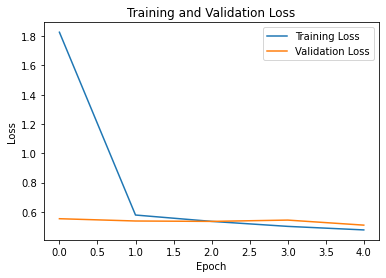 Training and Validation Loss
Training Loss
Validation Loss
1.8
1.6
1.4
1.2
1.0
0.8
0.6
Loss
0.0 0.5 1.0 1.5 2.0 2.5 3.0 3.5 4.0
Epoch